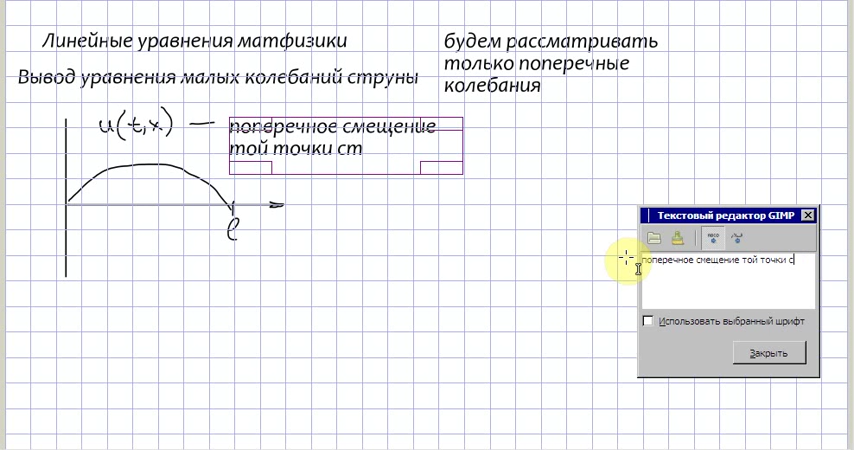 Линейные уравнения матфизики
Вывод уравнения малых колебаний струны
будем рассматривать
только поперечные
колебания
u(t,x) — поперечное смещение
той точки ст
ℓ
Текстовый редактор GIMP
поперечное смещение той точки с
Использовать выбранный шрифт
Закрыть